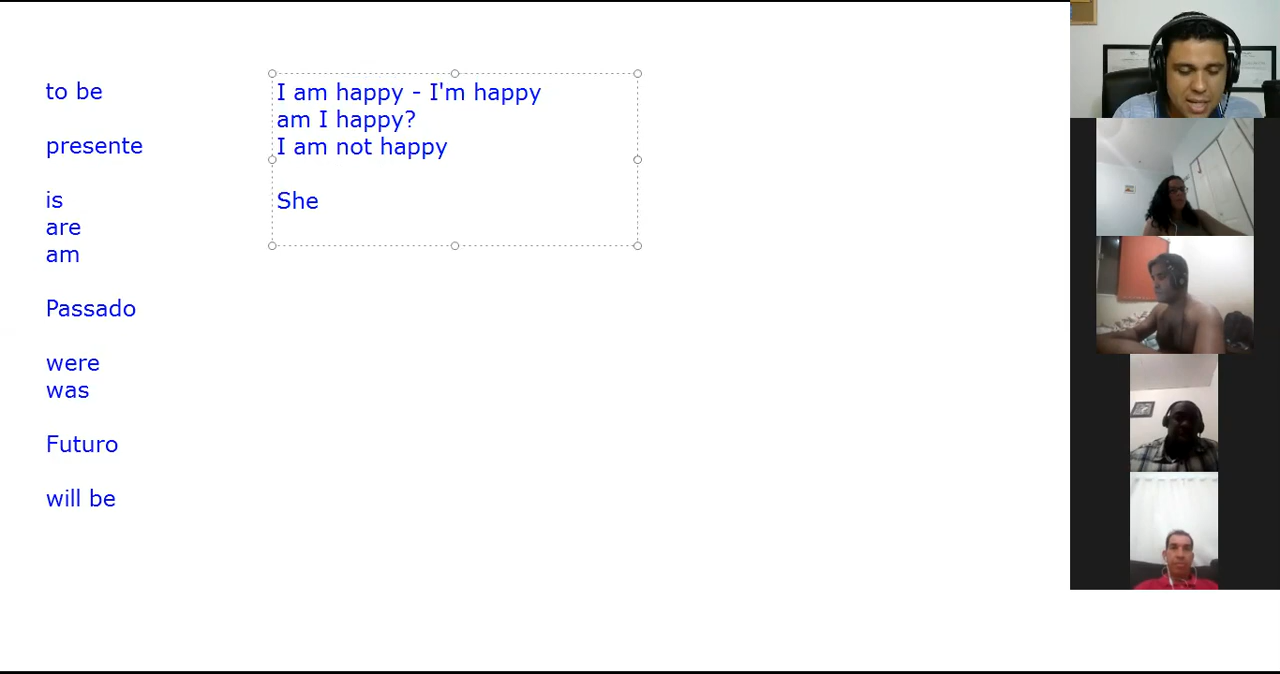 to be
presente
is
are
am
Passado
were
was
Futuro
will be
I am happy - I'm happy
am I happy?
I am not happy
She